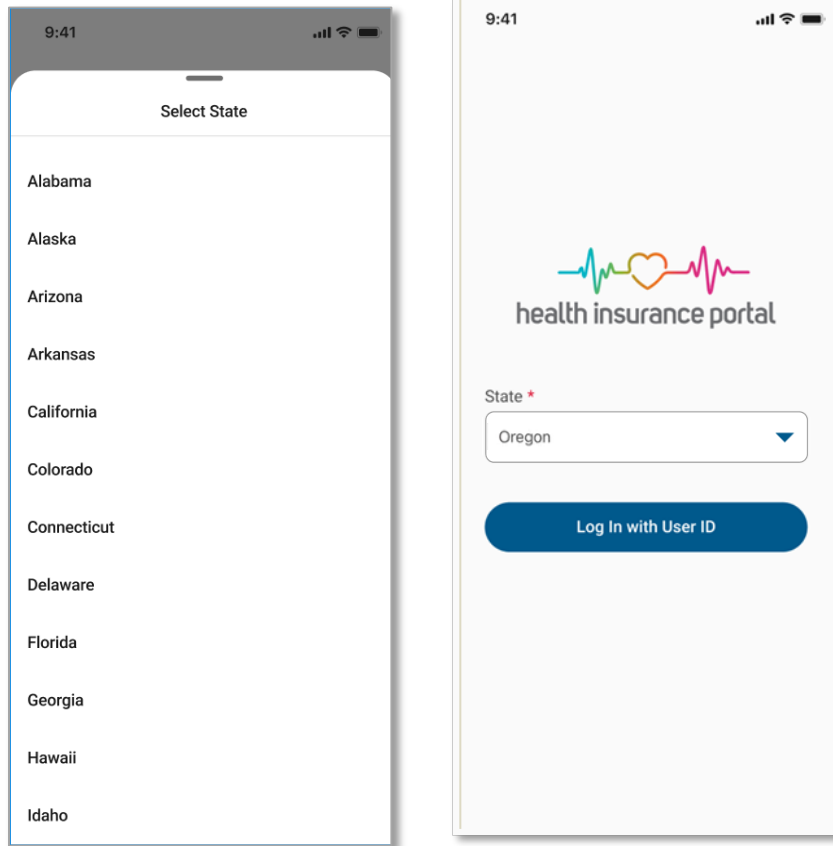 9:41
Select State
Alabama
Alaska
Arizona
Arkansas
California
Colorado
Connecticut
Delaware
Florida
Georgia
Hawaii
Idaho
9:41
health insurance portal
State *
Oregon
Log In with User ID